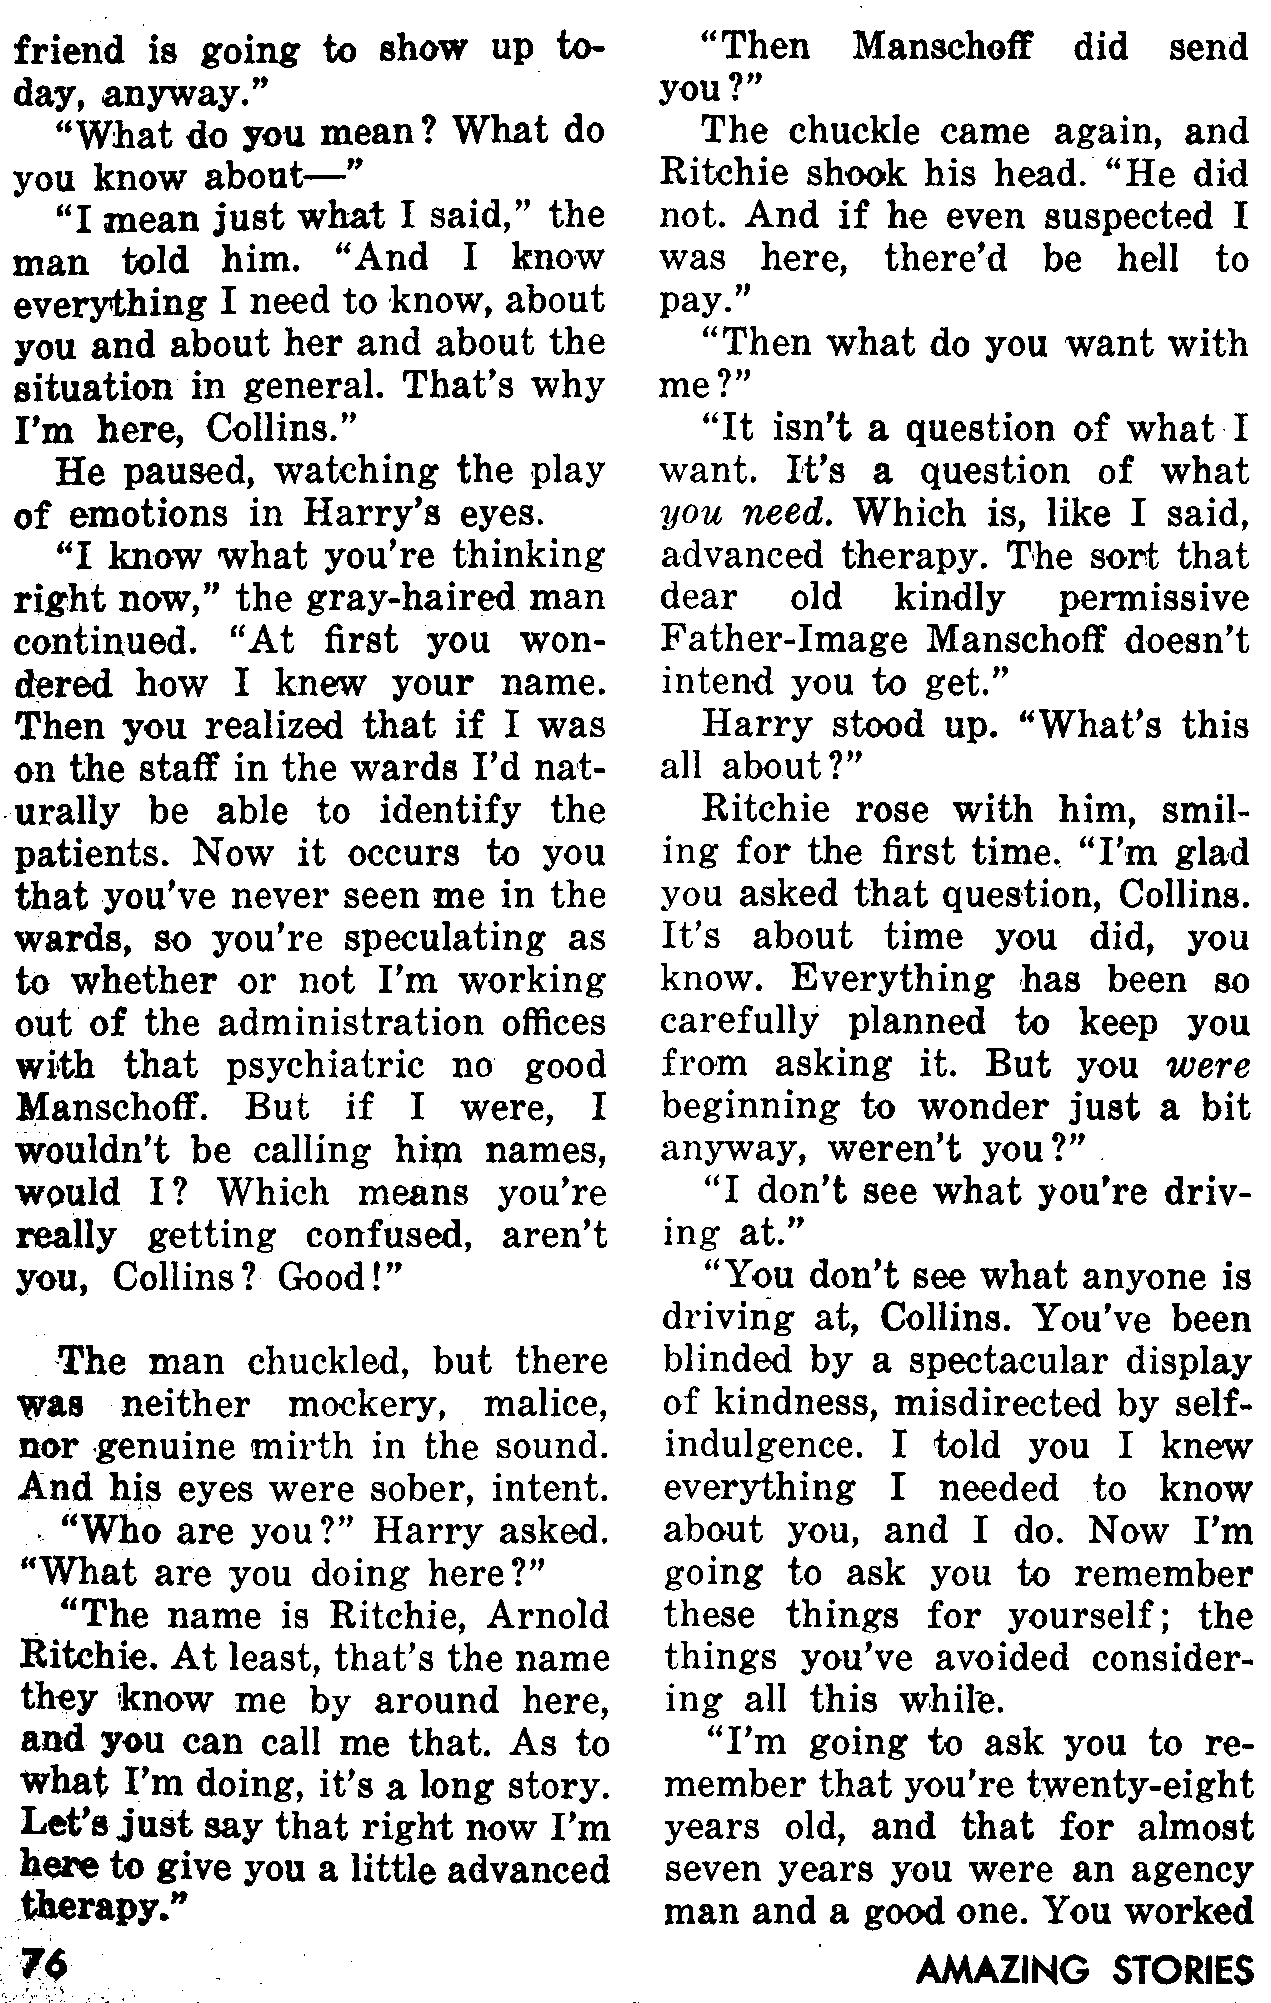 friend is going to show up to-
day, anyway.”
“What do you mean? What do
you know about—”
“I mean just what I said,” the
man told him. “And I know
everything I need to know, about
you and about her and about the
situation in general. That’s why
I’m here, Collins.”
He paused, watching the play
of emotions in Harry’s eyes.
“I know what you’re thinking
right now,” the gray-haired man
continued. “At first you won-
dered how I knew your name.
Then you realized that if I was
on the staff in the wards I’d nat-
urally be able to identify the
patients. Now it occurs to you
that you’ve never seen me in the
wards, so you’re speculating as
to whether or not I’m working
out of the administration offices
with that psychiatric no good
Manschoff. But if I were, I
wouldn’t be calling him names,
would I? Which means you’re
really getting confused, aren’t
you, Collins? Good!”
The man chuckled, but there
was neither mockery, malice,
nor genuine mirth in the sound.
And his eyes were sober, intent.
“Who are you?” Harry asked.
“What are you doing here?”
“The name is Ritchie, Arnold
Ritchie. At least, that’s the name
they know me by around here,
and you can call me that. As to
what I’m doing, it’s a long story.
Let’s just say that right now I’m
here to give you a little advanced
therapy.”
“Then Manschoff did send
you?”
The chuckle came again, and
Ritchie shook his head. “He did
not. And if he even suspected I
was here, there’d be hell to
pay.”
“Then what do you want with
me?”
“It isn’t a question of what I
want. It’s a question of what
you need. Which is, like I said,
advanced therapy. The sort that
dear old kindly permissive
Father-Image Manschoff doesn’t
intend you to get.”
Harry stood up. “What’s this
all about?”
Ritchie rose with him, smil-
ing for the first time. “I’m glad
you asked that question, Collins.
It’s about time you did, you
know. Everything has been so
carefully planned to keep you
from asking it. But you were
beginning to wonder just a bit
anyway, weren’t you?”
“I don’t see what you’re driv-
ing at.”
“You don’t see what anyone is
driving at, Collins. You’ve been
blinded by a spectacular display
of kindness, misdirected by self-
indulgence. I told you I knew
everything I needed to know
about you, and I do. Now I’m
going to ask you to remember
these things for yourself; the
things you’ve avoided consider-
ing all this while.
“I’m going to ask you to re-
member that you’re twenty-eight
years old, and that for almost
seven years you were an agency
man and a good one. You worked
76
AMAZING STORIES